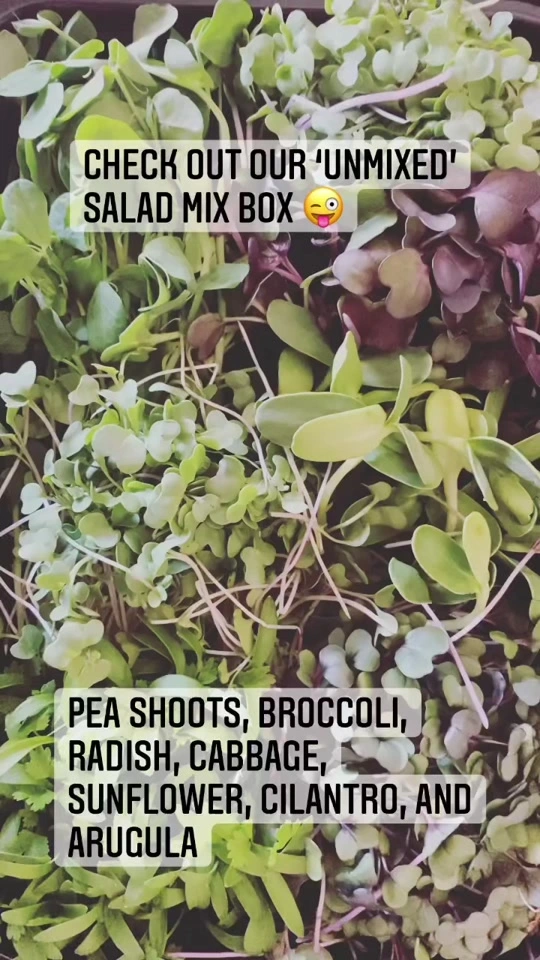 CHECK OUT OUR ‘UNMIXED’
SALAD MIX BOX 😜
PEA SHOOTS, BROCCOLI,
RADISH, CABBAGE,
SUNFLOWER, CILANTRO, AND
ARUGULA